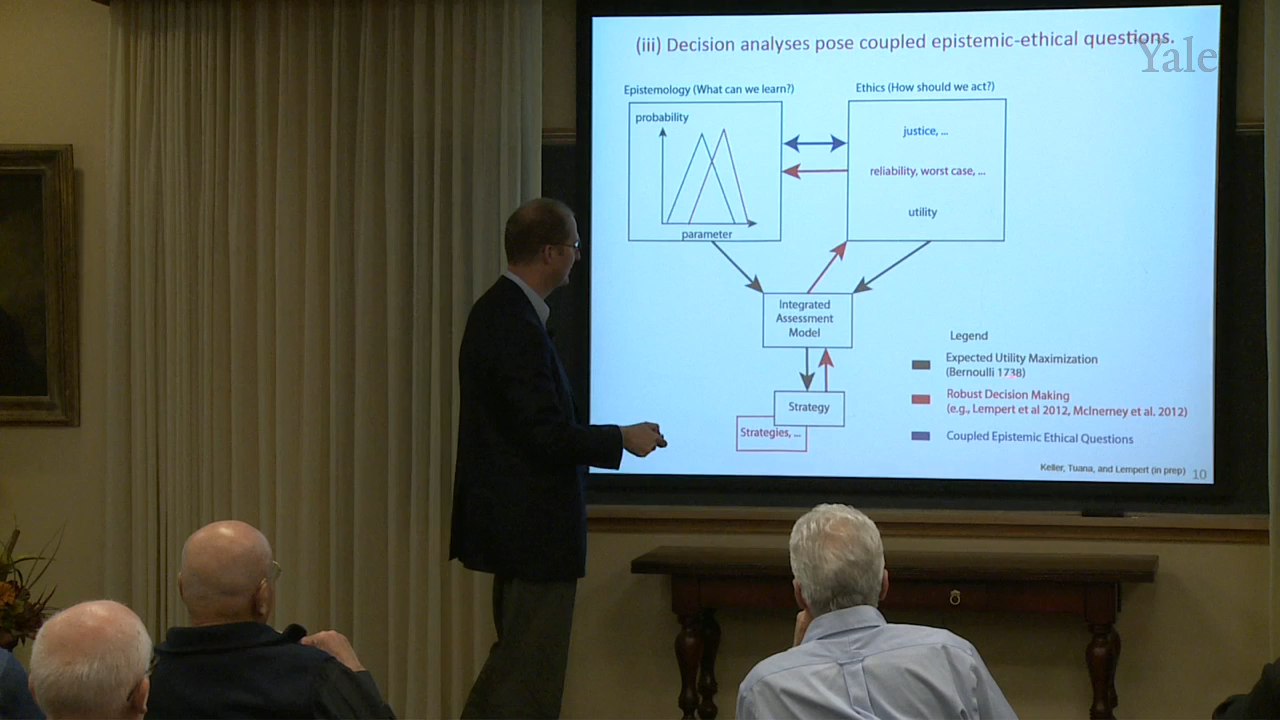 (iii) Decision analyses pose coupled epistemic-ethical questions.
Yale
Epistemology (What can we learn?)
probability
parameter
Ethics (How should we act?)
justice, ...
reliability, worst case, ...
utility
Integrated
Assessment
Model
Strategy
Strategies, ...
Legend
Expected Utility Maximization
(Bernoulli 1738)
Robust Decision Making
(e.g., Lempert et al 2012, McInerney et al. 2012)
Coupled Epistemic Ethical Questions
Keller, Tuana, and Lempert (in prep)
10